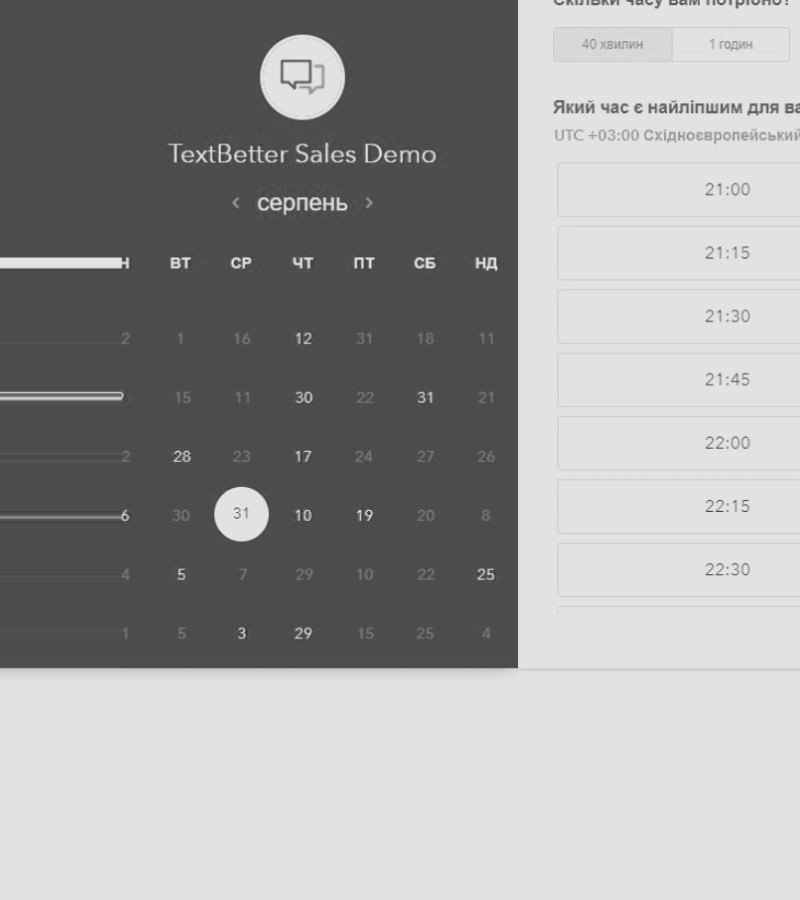 TextBetter Sales Demo
‹ серпень ›
Н ВТ СР ЧТ ПТ СБ НД
2 1 16 12 31 18 11
15 11 30 22 31 21
2 28 23 17 24 27 26
6 30 31 10 19 20 8
4 5 7 29 10 22 25
1 5 3 29 15 25 4
Скільки часу вам потрібно?
40 хвилин 1 годин
Який час є найліпшим для ва
UTC +03:00 Східноєвропейський
21:00
21:15
21:30
21:45
22:00
22:15
22:30